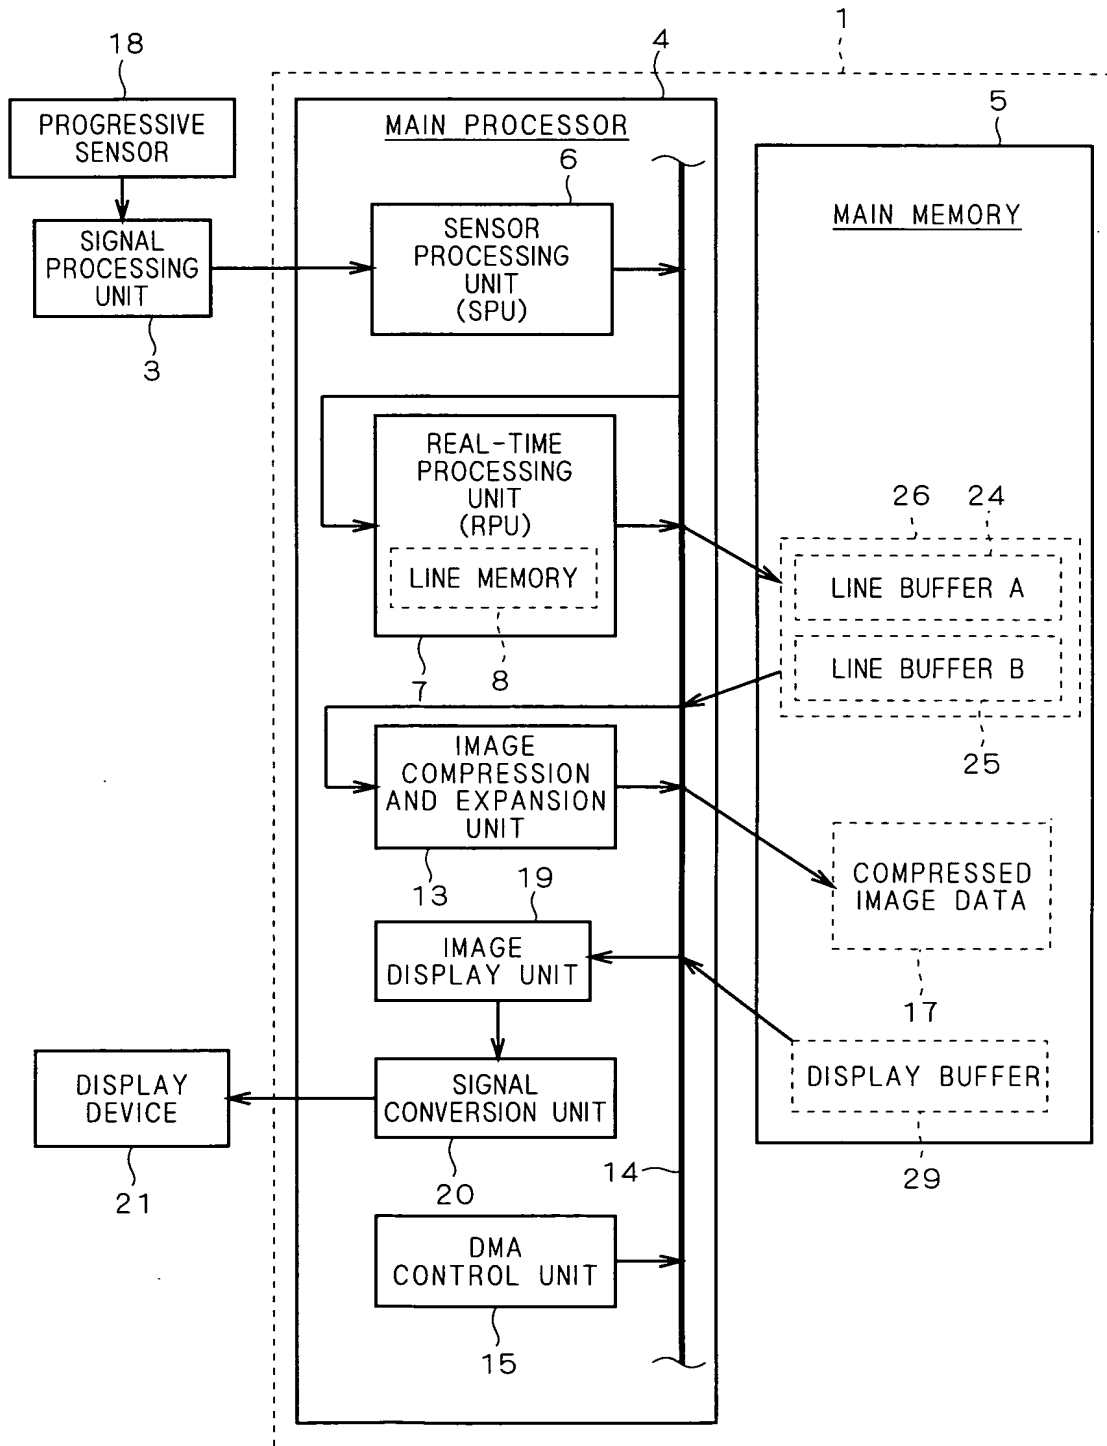 1
18
4
PROGRESSIVE
SENSOR
MAIN PROCESSOR
5
6
MAIN MEMORY
SIGNAL
PROCESSING
UNIT
SENSOR
PROCESSING
UNIT
(SPU)
3
REAL-TIME
PROCESSING
UNIT
(RPU)
LINE MEMORY
7
8
26
24
LINE BUFFER A
LINE BUFFER B
25
IMAGE
COMPRESSION
AND EXPANSION
UNIT
13
19
COMPRESSED
IMAGE DATA
17
IMAGE
DISPLAY UNIT
DISPLAY BUFFER
29
DISPLAY
DEVICE
21
SIGNAL
CONVERSION UNIT
20
14
DMA
CONTROL UNIT
15